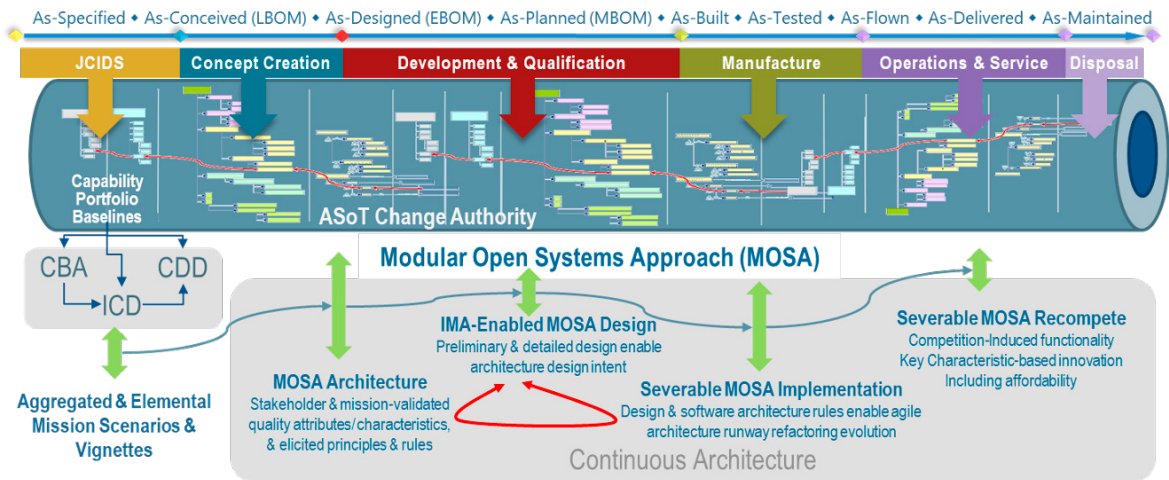 As-Specified ◆ As-Conceived (LBOM) ◆ As-Designed (EBOM) ◆ As-Planned (MBOM) ◆ As-Built ◆ As-Tested ◆ As-Flown ◆ As-Delivered ◆ As-Maintained
JCIDS
Concept Creation
Development & Qualification
Manufacture
Operations & Service
Disposal
Capability
Portfolio
Baselines
ASoT Change Authority
CBA
CDD
ICD
Modular Open Systems Approach (MOSA)
Aggregated & Elemental
Mission Scenarios &
Vignettes
MOSA Architecture
Stakeholder & mission-validated
quality attributes/characteristics,
& elicited principles & rules
IMA-Enabled MOSA Design
Preliminary & detailed design enable
architecture design intent
Severable MOSA Implementation
Design & software architecture rules enable agile
architecture runway refactoring evolution
Severable MOSA Recompete
Competition-Induced functionality
Key Characteristic-based innovation
Including affordability
Continuous Architecture